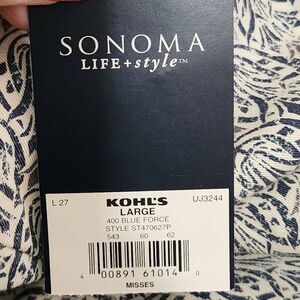 SONOMA
LIFE+style™
L 27 KOHL'S UJ3244
LARGE
400 BLUE FORCE
STYLE ST470627P
543 60 62
4 00891 61014 0
MISSES